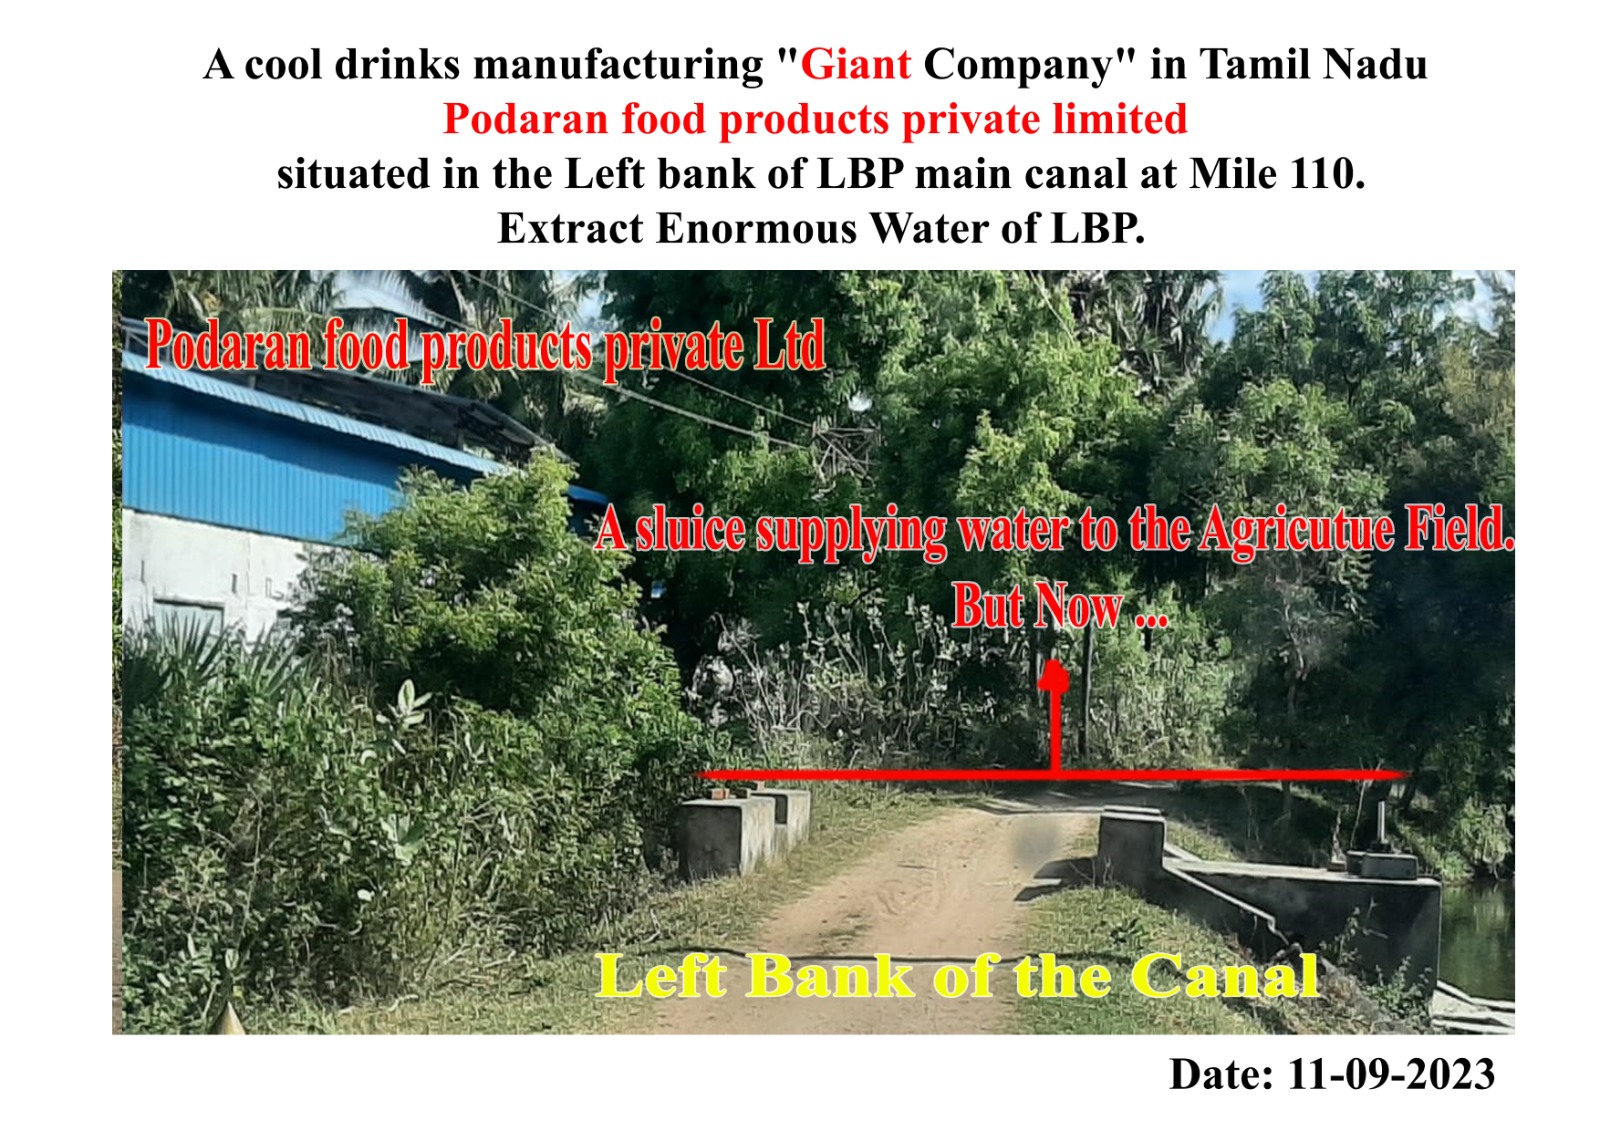 A cool drinks manufacturing "Giant Company" in Tamil Nadu
Podaran food products private limited
situated in the Left bank of LBP main canal at Mile 110.
Extract Enormous Water of LBP.
Podaran food products private Ltd
A sluice supplying water to the Agricutue Field.
But Now ...
Left Bank of the Canal
Date: 11-09-2023